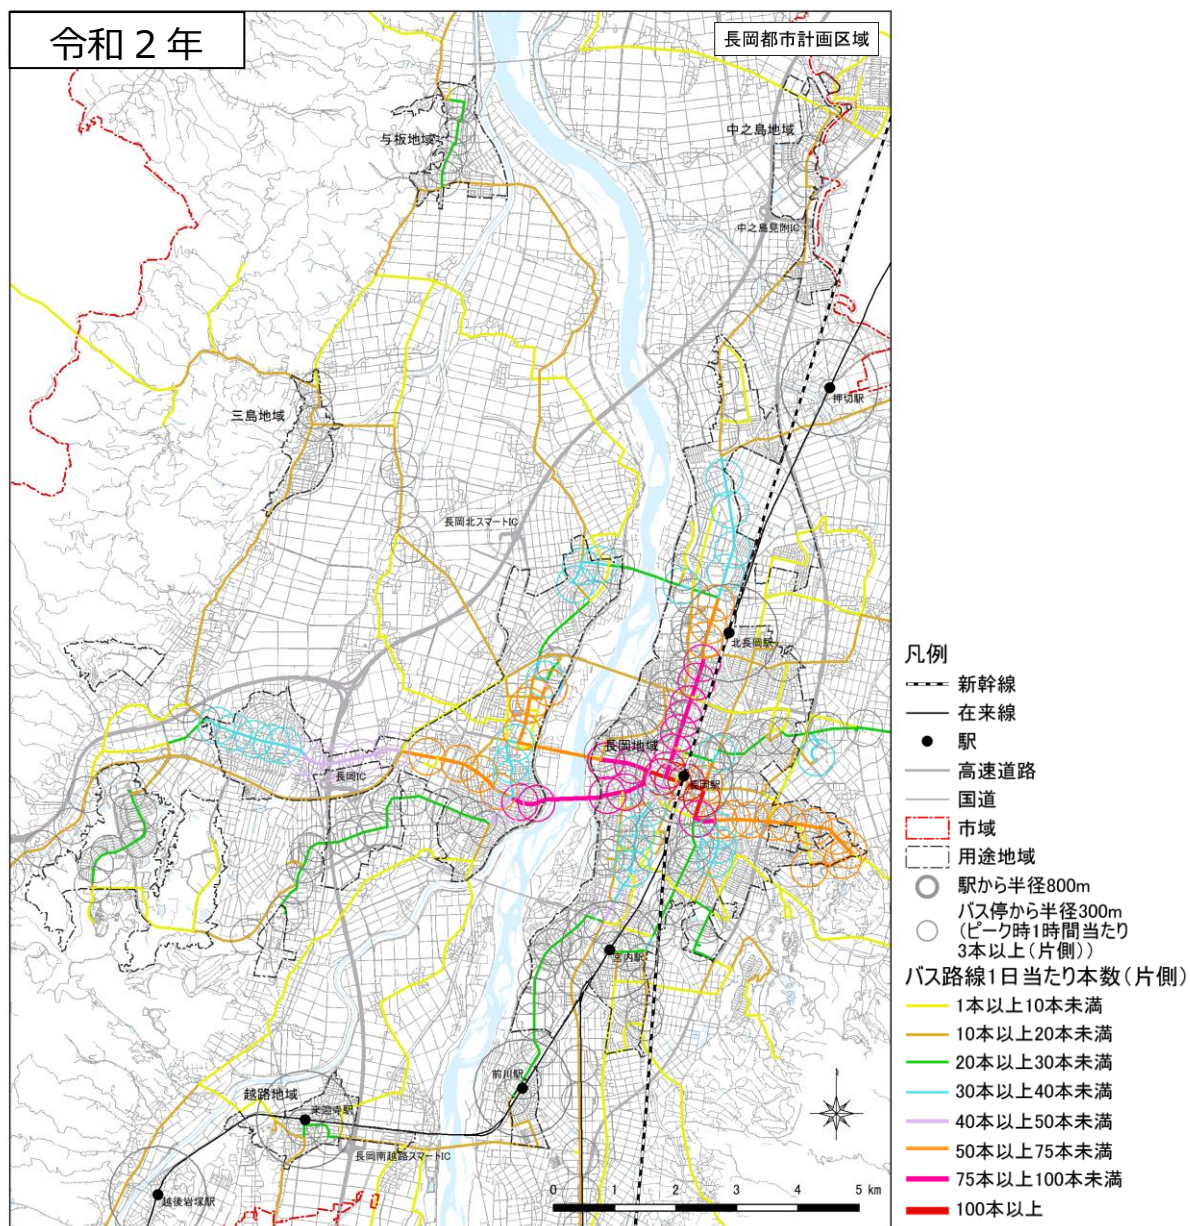 令和２年
長岡都市計画区域
与板地域
中之島地域
中之島見附IC
押切駅
三島地域
長岡北スマートIC
北長岡駅
長岡地域
長岡駅
長岡IC
宮内駅
前川駅
越路地域
来迎寺駅
長岡南越路スマートIC
越後岩塚駅
0 1 2 3 4 5 km
凡例
新幹線
在来線
駅
高速道路
国道
市域
用途地域
駅から半径800m
バス停から半径300m
(ピーク時1時間当たり
3本以上(片側))
バス路線1日当たり本数(片側)
1本以上10本未満
10本以上20本未満
20本以上30本未満
30本以上40本未満
40本以上50本未満
50本以上75本未満
75本以上100本未満
100本以上